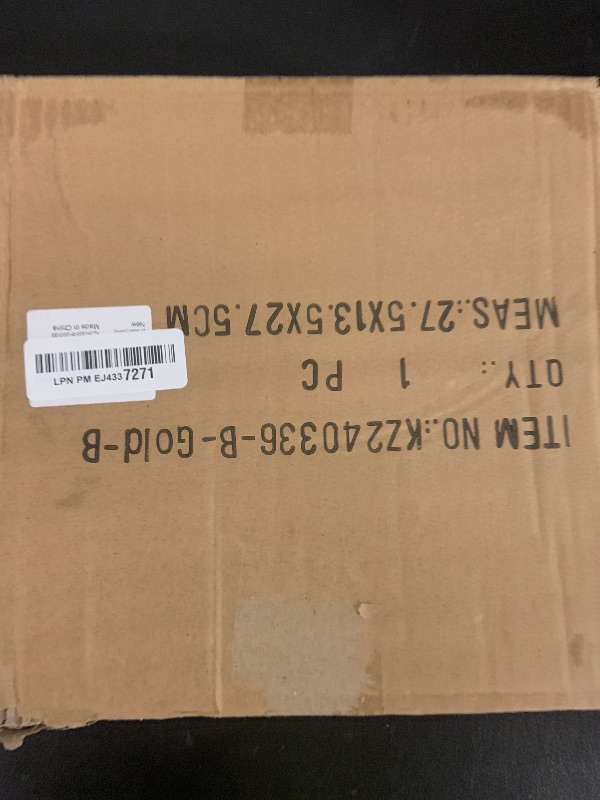 ITEM NO.:KZ240336-B-Gold-B
QTY.: 1 PC
MEAS.:27.5X13.5X27.5CM
New
Made in China
LPN PM EJ4337271